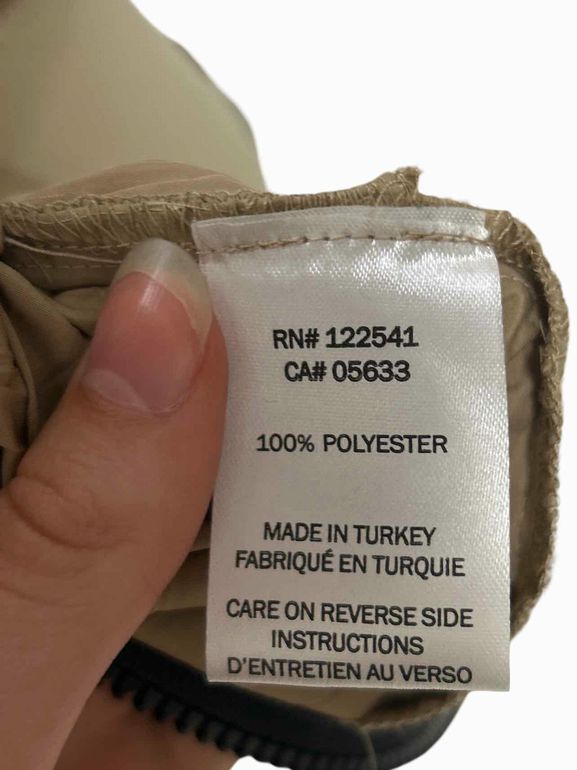 RN# 122541
CA# 05633
100% POLYESTER
MADE IN TURKEY
FABRIQUÉ EN TURQUIE
CARE ON REVERSE SIDE
INSTRUCTIONS
D'ENTRETIEN AU VERSO